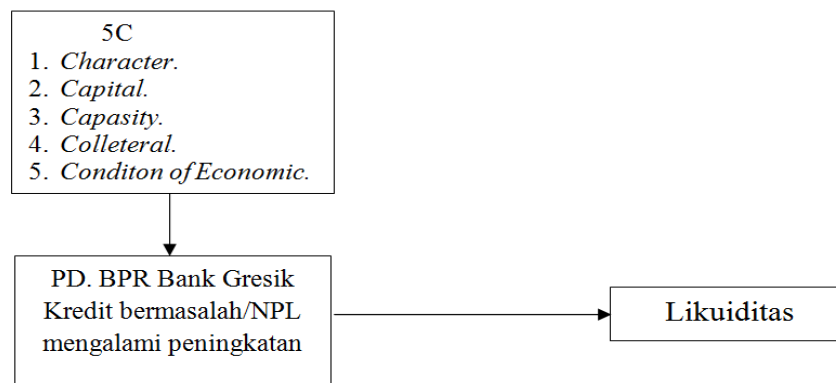 5C
1. Character.
2. Capital.
3. Capasity.
4. Colleteral.
5. Conditon of Economic.
PD. BPR Bank Gresik
Kredit bermasalah/NPL
mengalami peningkatan
Likuiditas